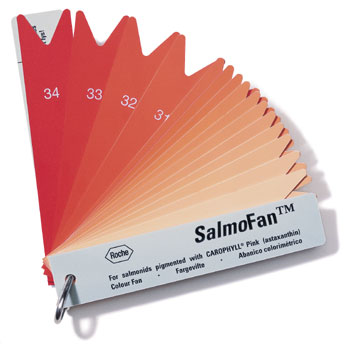 34
33
32
31
Roche
SalmoFan™
For salmonids pigmented with CAROPHYLL® Pink (astaxanthin)
Colour Fan - Fargevifte - Abanico colorimétrico